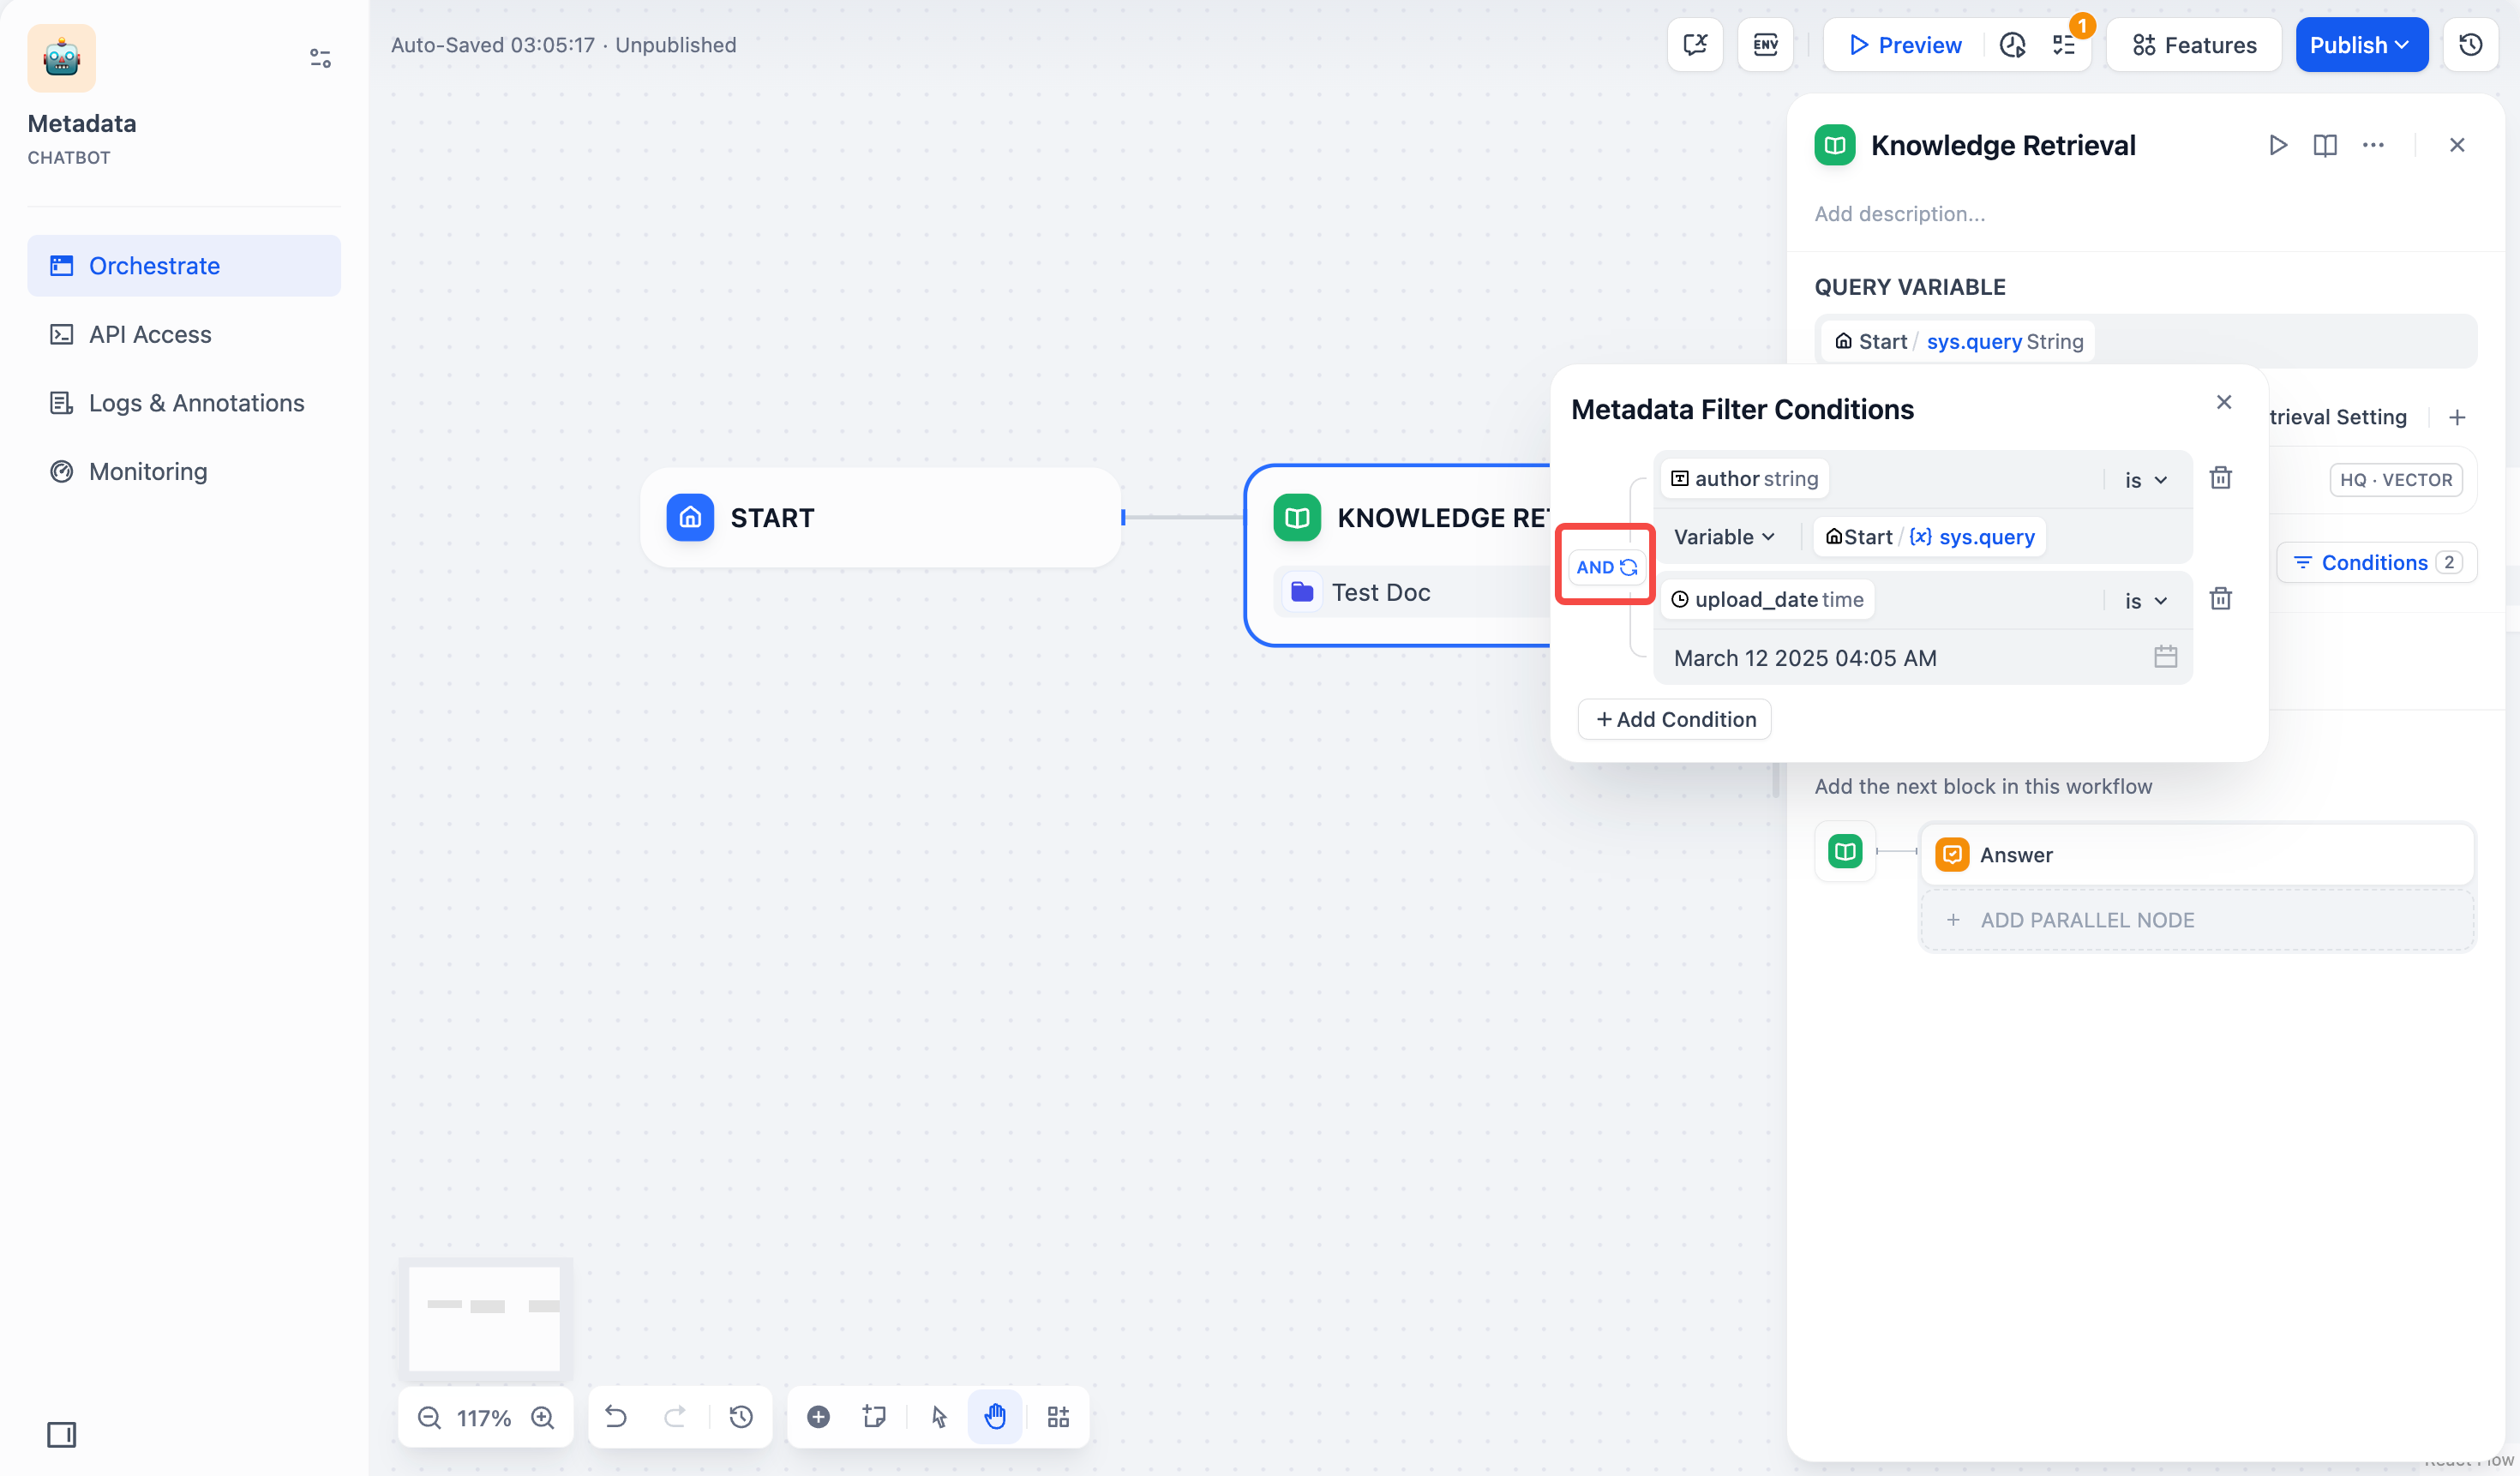 Metadata
CHATBOT
Orchestrate
API Access
Logs & Annotations
Monitoring
Auto-Saved 03:05:17 · Unpublished
ENV
Preview
1
Features
Publish
START
KNOWLEDGE RET
Test Doc
Knowledge Retrieval
Add description...
QUERY VARIABLE
Start / sys.query String
trieval Setting
HQ · VECTOR
Conditions 2
Metadata Filter Conditions
author string
is
Variable
Start / {x} sys.query
AND
upload_date time
is
March 12 2025 04:05 AM
+ Add Condition
Add the next block in this workflow
Answer
+ ADD PARALLEL NODE
117%
React Flow